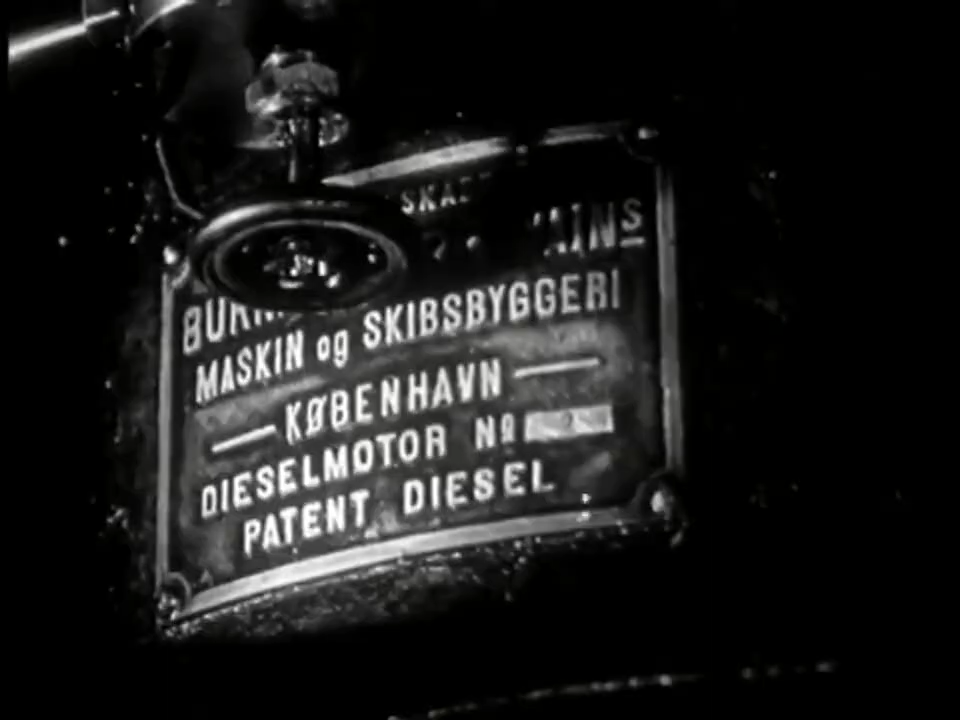 MASKIN og SKIBSBYGGERI
KØBENHAVN
DIESELMOTOR Nº
PATENT DIESEL